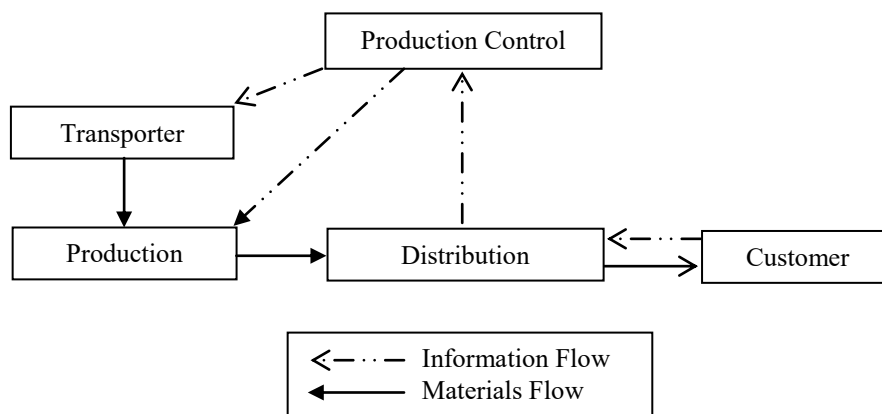 Production Control
Transporter
Production
Distribution
Customer
Information Flow
Materials Flow